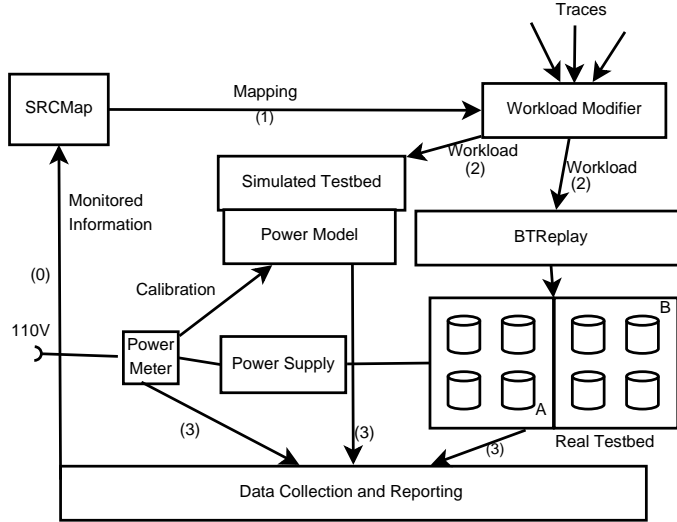 Traces
SRCMap
Mapping
(1)
Workload Modifier
Workload
(2)
Workload
(2)
Simulated Testbed
Monitored
Information
Power Model
BTReplay
(0)
Calibration
110V
Power
Meter
Power Supply
B
A
(3)
(3)
(3)
Real Testbed
Data Collection and Reporting